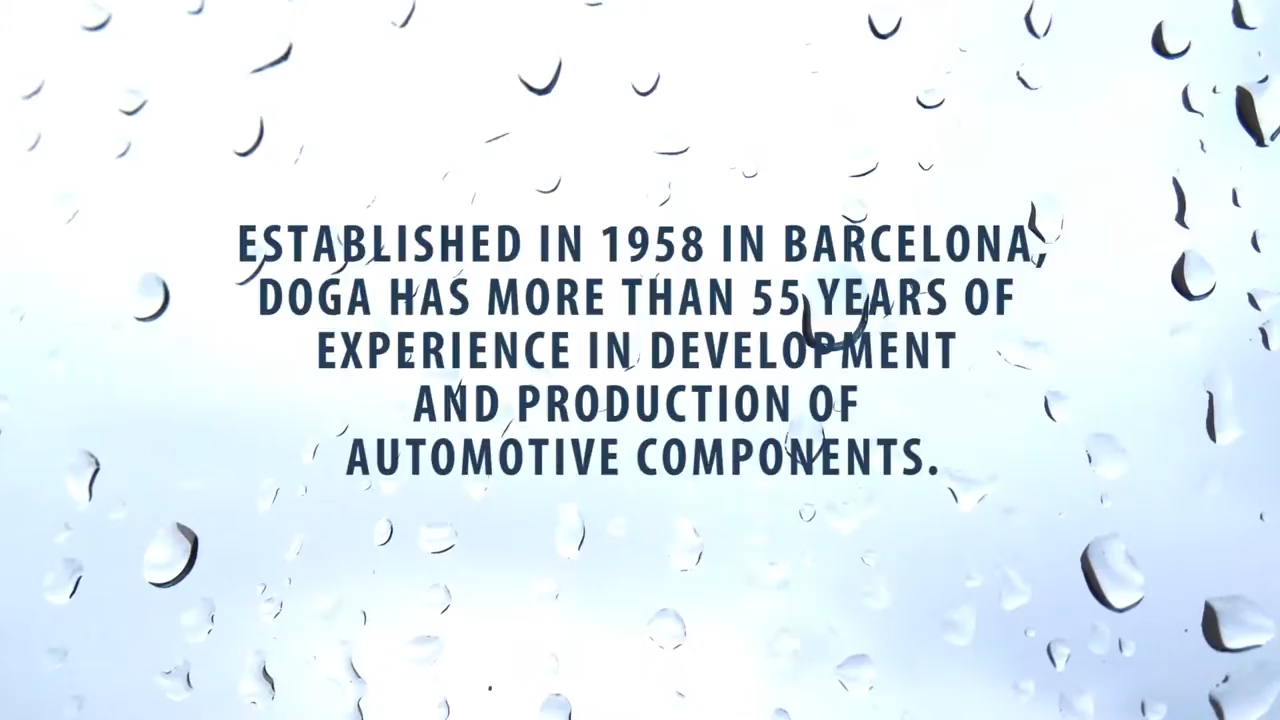 ESTABLISHED IN 1958 IN BARCELONA,
DOGA HAS MORE THAN 55 YEARS OF
EXPERIENCE IN DEVELOPMENT
AND PRODUCTION OF
AUTOMOTIVE COMPONENTS.